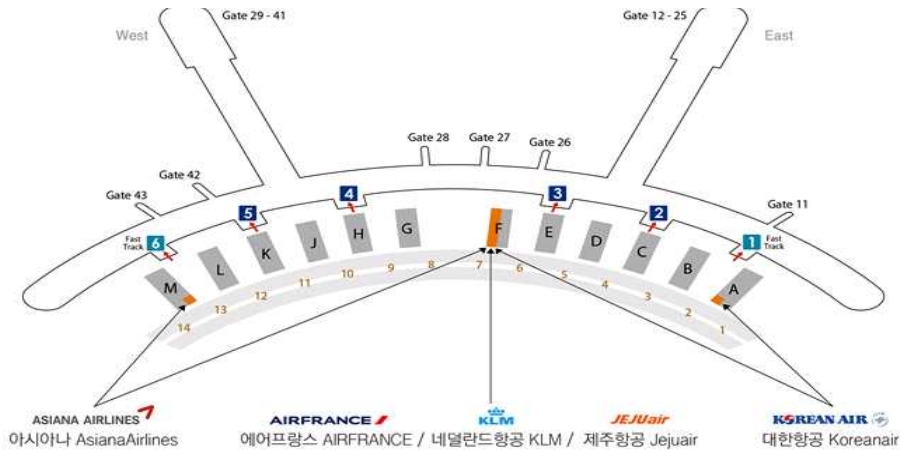 Gate 29 - 41
Gate 12 - 25
West
East
Gate 28
Gate 27
Gate 26
Gate 42
Gate 43
Gate 11
4
3
5
2
Fast
Track
6
1
Fast
Track
M
L
K
J
H
G
F
E
D
C
B
A
14
13
12
11
10
9
8
7
6
5
4
3
2
1
ASIANA AIRLINES
AIRFRANCE
KLM
JEJUair
KOREAN AIR
아시아나 AsianaAirlines
에어프랑스 AIRFRANCE / 네덜란드항공 KLM / 제주항공 Jejuair
대한항공 Koreanair